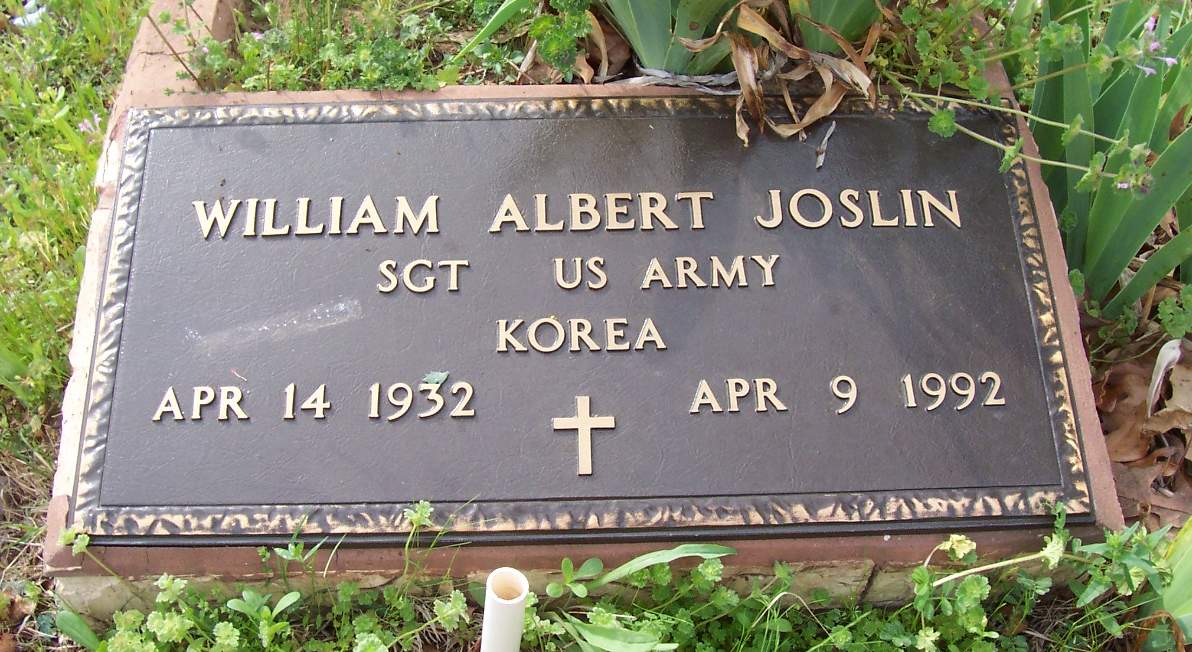 WILLIAM ALBERT JOSLIN
SGT US ARMY
KOREA
APR 14 1932 APR 9 1992